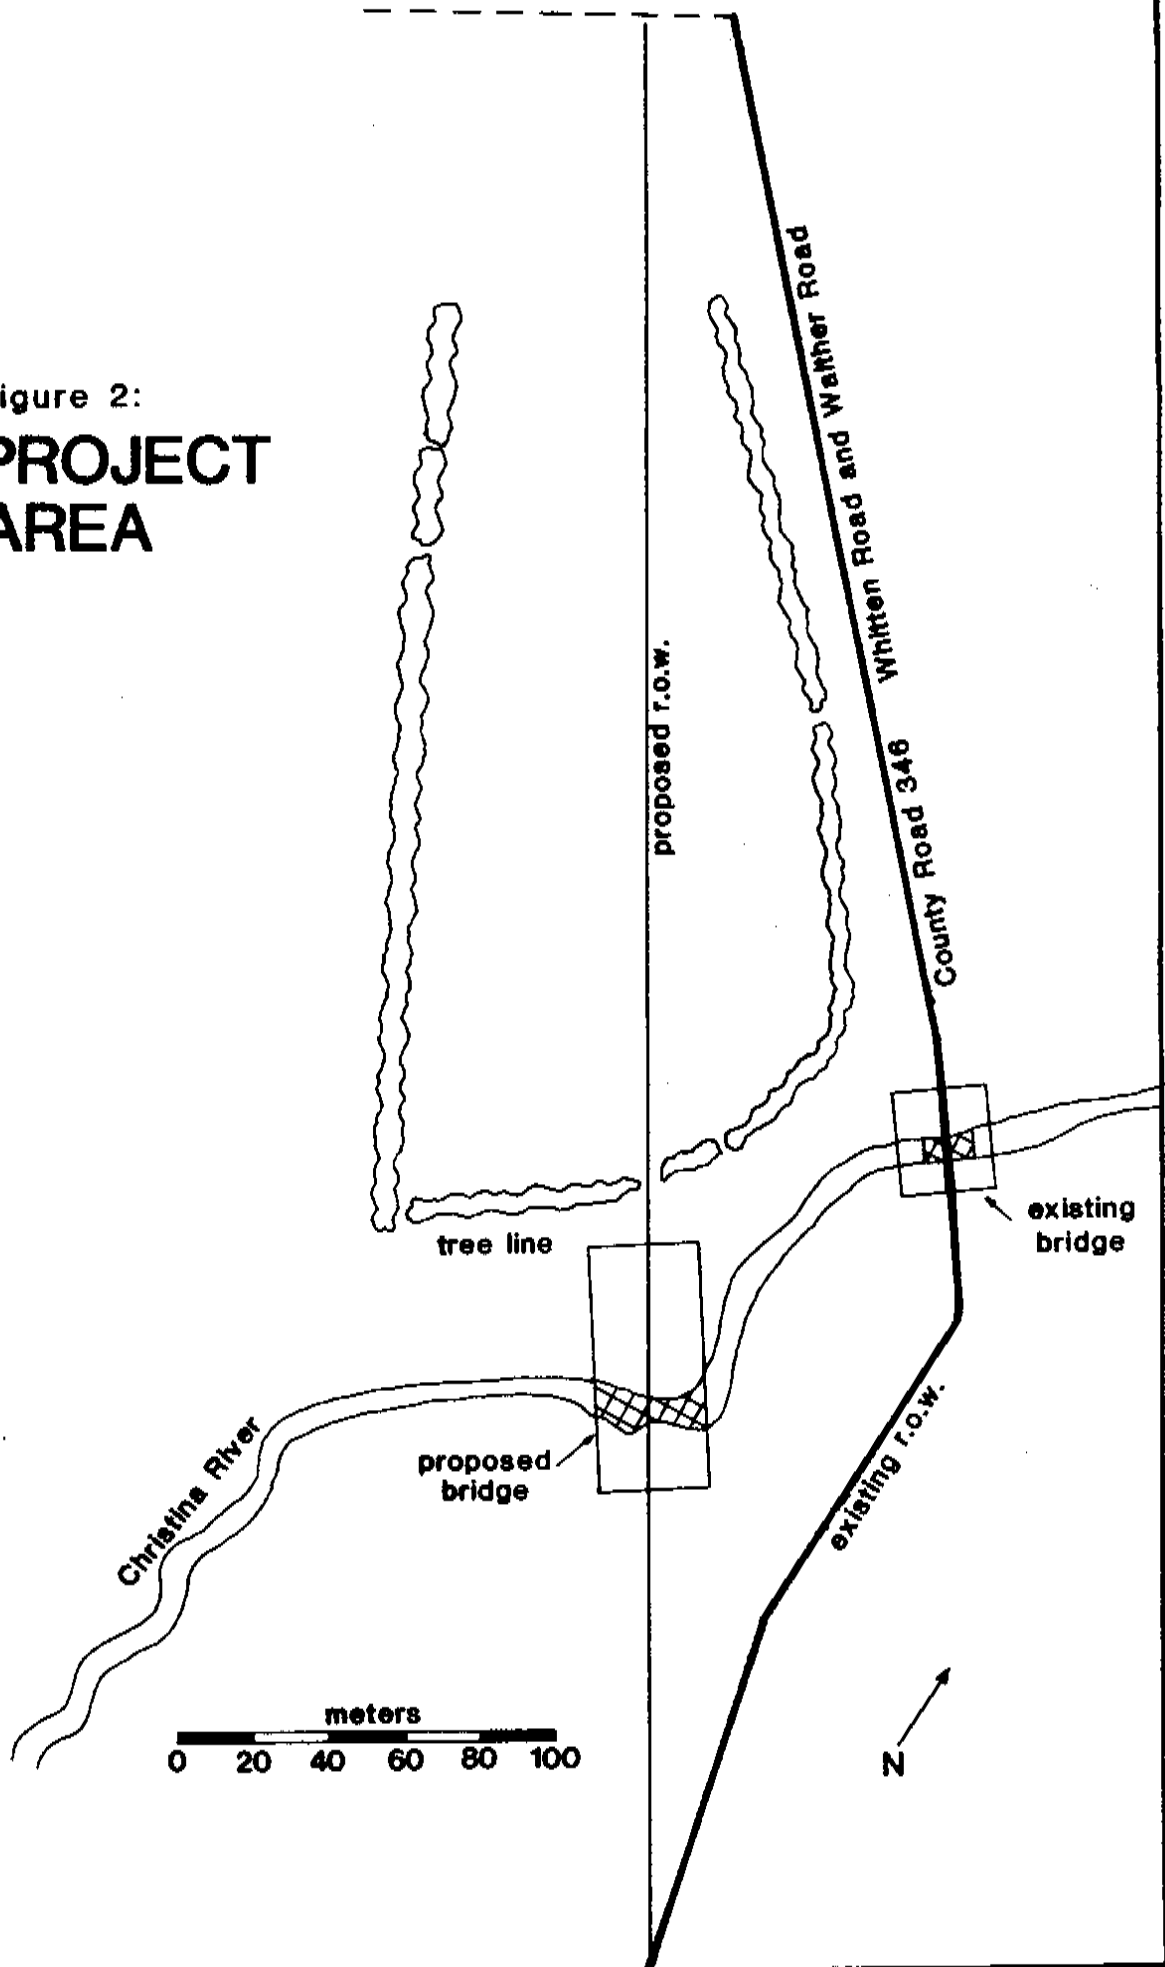 igure 2:
PROJECT
AREA
Whitten Road and Walther Road
County Road 346
proposed r.o.w.
tree line
existing
bridge
proposed
bridge
existing r.o.w.
Christina River
meters
0 20 40 60 80 100
N